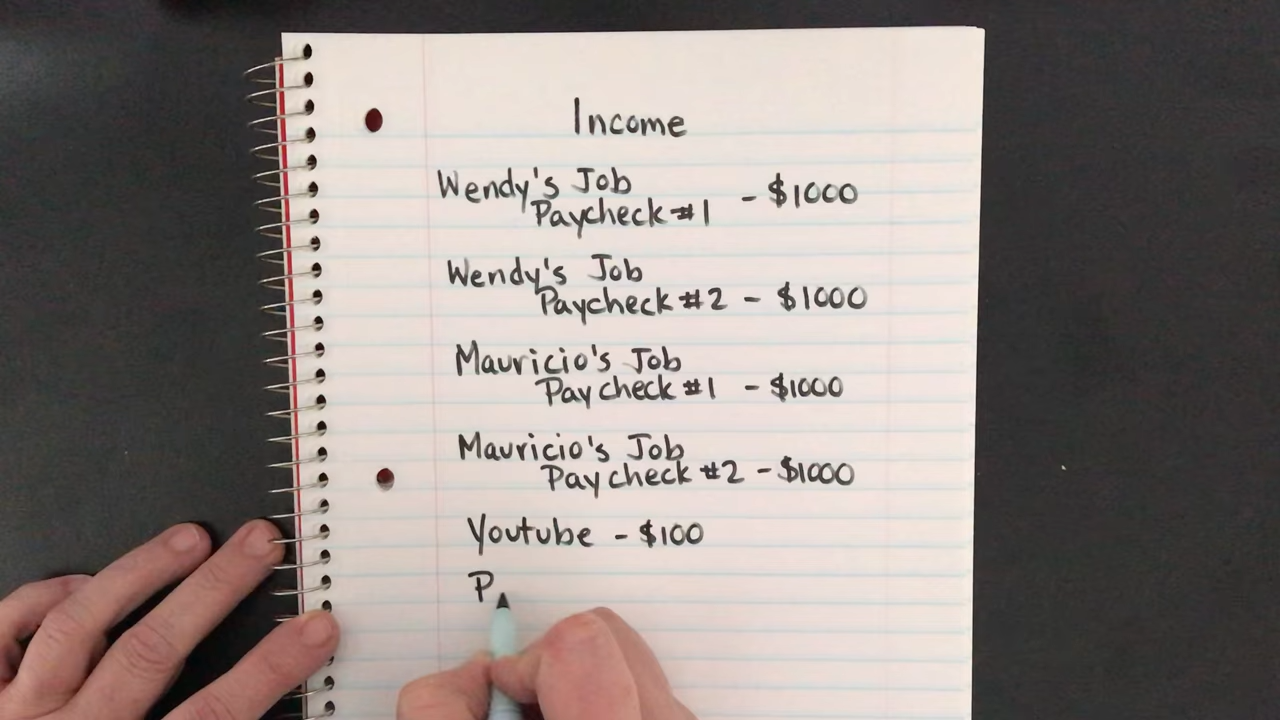 Income
Wendy's Job
Paycheck #1 - $1000
Wendy's Job
Paycheck #2 - $1000
Mauricio's Job
Paycheck #1 - $1000
Mauricio's Job
Paycheck #2 - $1000
Youtube - $100
P